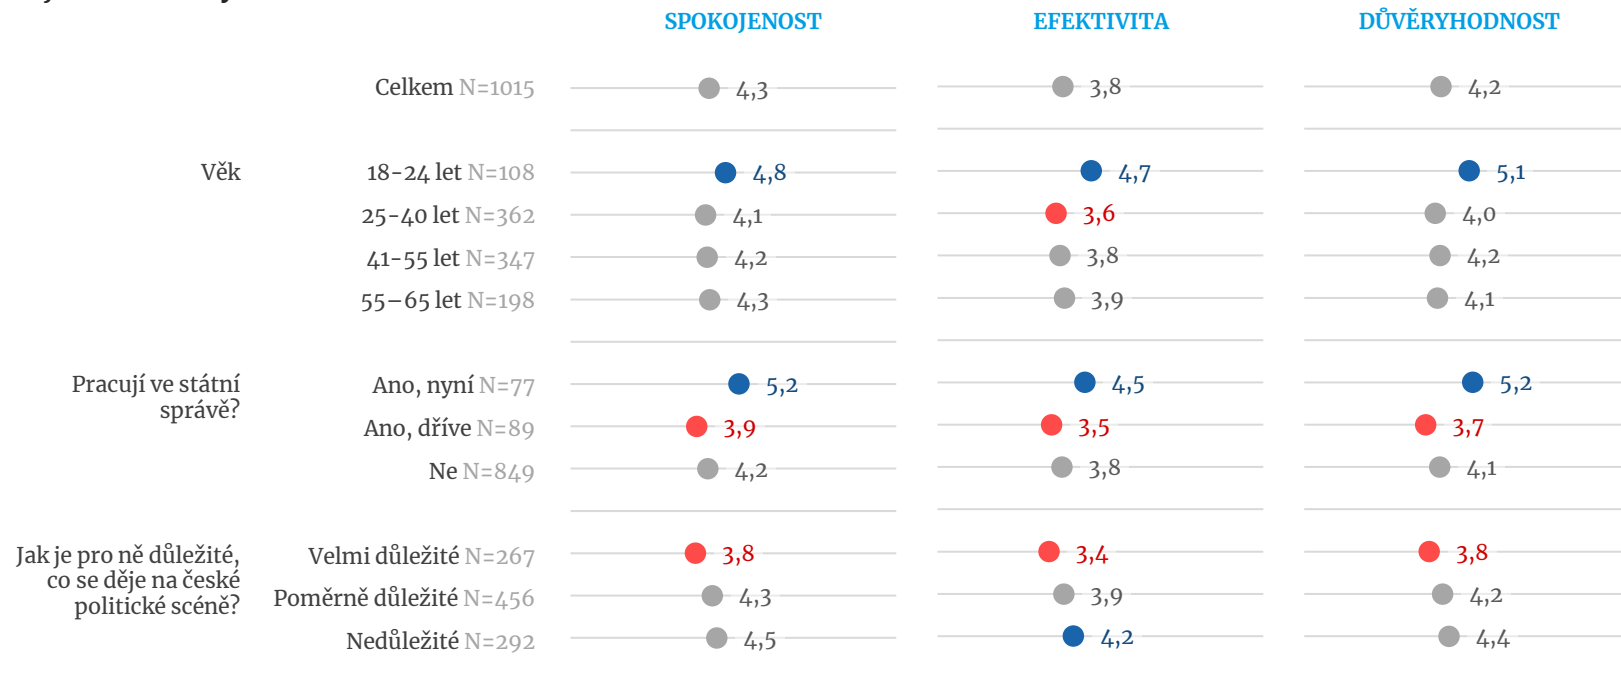 SPOKOJENOST EFEKTIVITA DŮVĚRYHODNOST
Celkem N=1015 4,3 3,8 4,2
Věk 18-24 let N=108 4,8 4,7 5,1
25-40 let N=362 4,1 3,6 4,0
41-55 let N=347 4,2 3,8 4,2
55–65 let N=198 4,3 3,9 4,1
Pracují ve státní Ano, nyní N=77 5,2 4,5 5,2
správě?
Ano, dříve N=89 3,9 3,5 3,7
Ne N=849 4,2 3,8 4,1
Jak je pro ně důležité, Velmi důležité N=267 3,8 3,4 3,8
co se děje na české
politické scéně? Poměrně důležité N=456 4,3 3,9 4,2
Nedůležité N=292 4,5 4,2 4,4